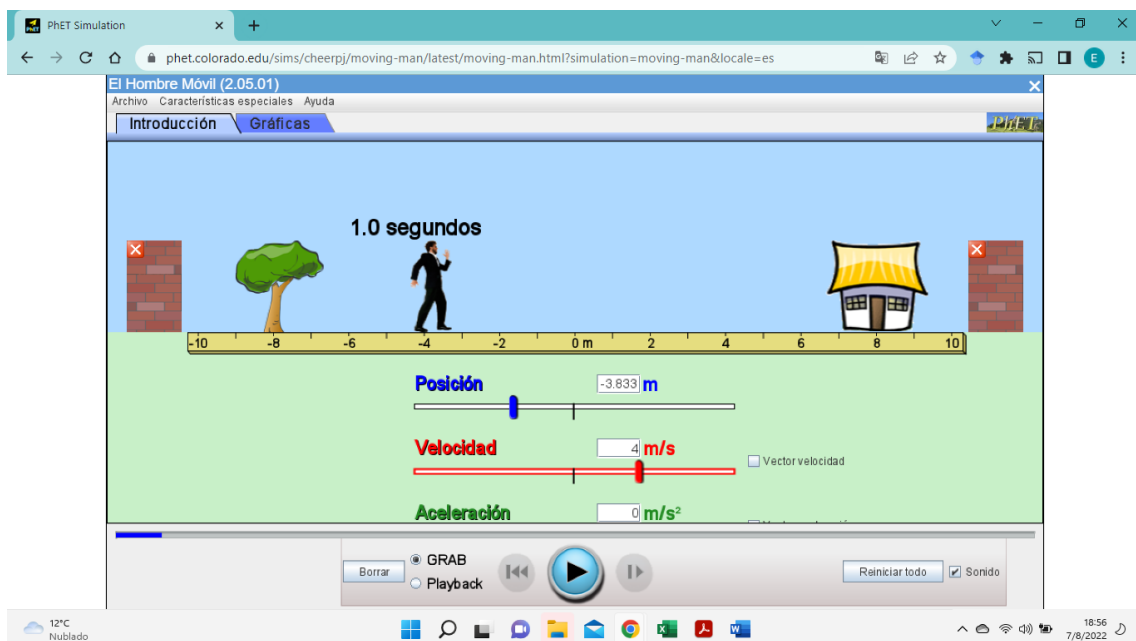 PhET Simulation
phet.colorado.edu/sims/cheerpj/moving-man/latest/moving-man.html?simulation=moving-man&locale=es
E
El Hombre Móvil (2.05.01)
Archivo Características especiales Ayuda
Introducción Gráficas
PhET
1.0 segundos
-10 -8 -6 -4 -2 0 m 2 4 6 8 10
Posición -3.833 m
Velocidad 4 m/s
Vector velocidad
Aceleración 0 m/s²
GRAB
Borrar
Playback
Reiniciar todo Sonido
12°C
Nublado
18:56
7/8/2022